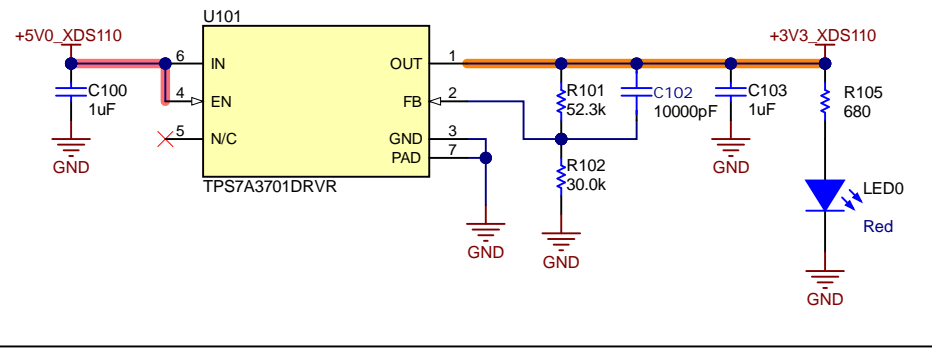 U101
+5V0_XDS110
+3V3_XDS110
6 IN
OUT 1
C100
1uF
4 EN
FB 2
R101
52.3k
C102
10000pF
C103
1uF
R105
680
5 N/C
GND 3
PAD 7
GND
TPS7A3701DRVR
R102
30.0k
LED0
Red
GND
GND
GND
GND